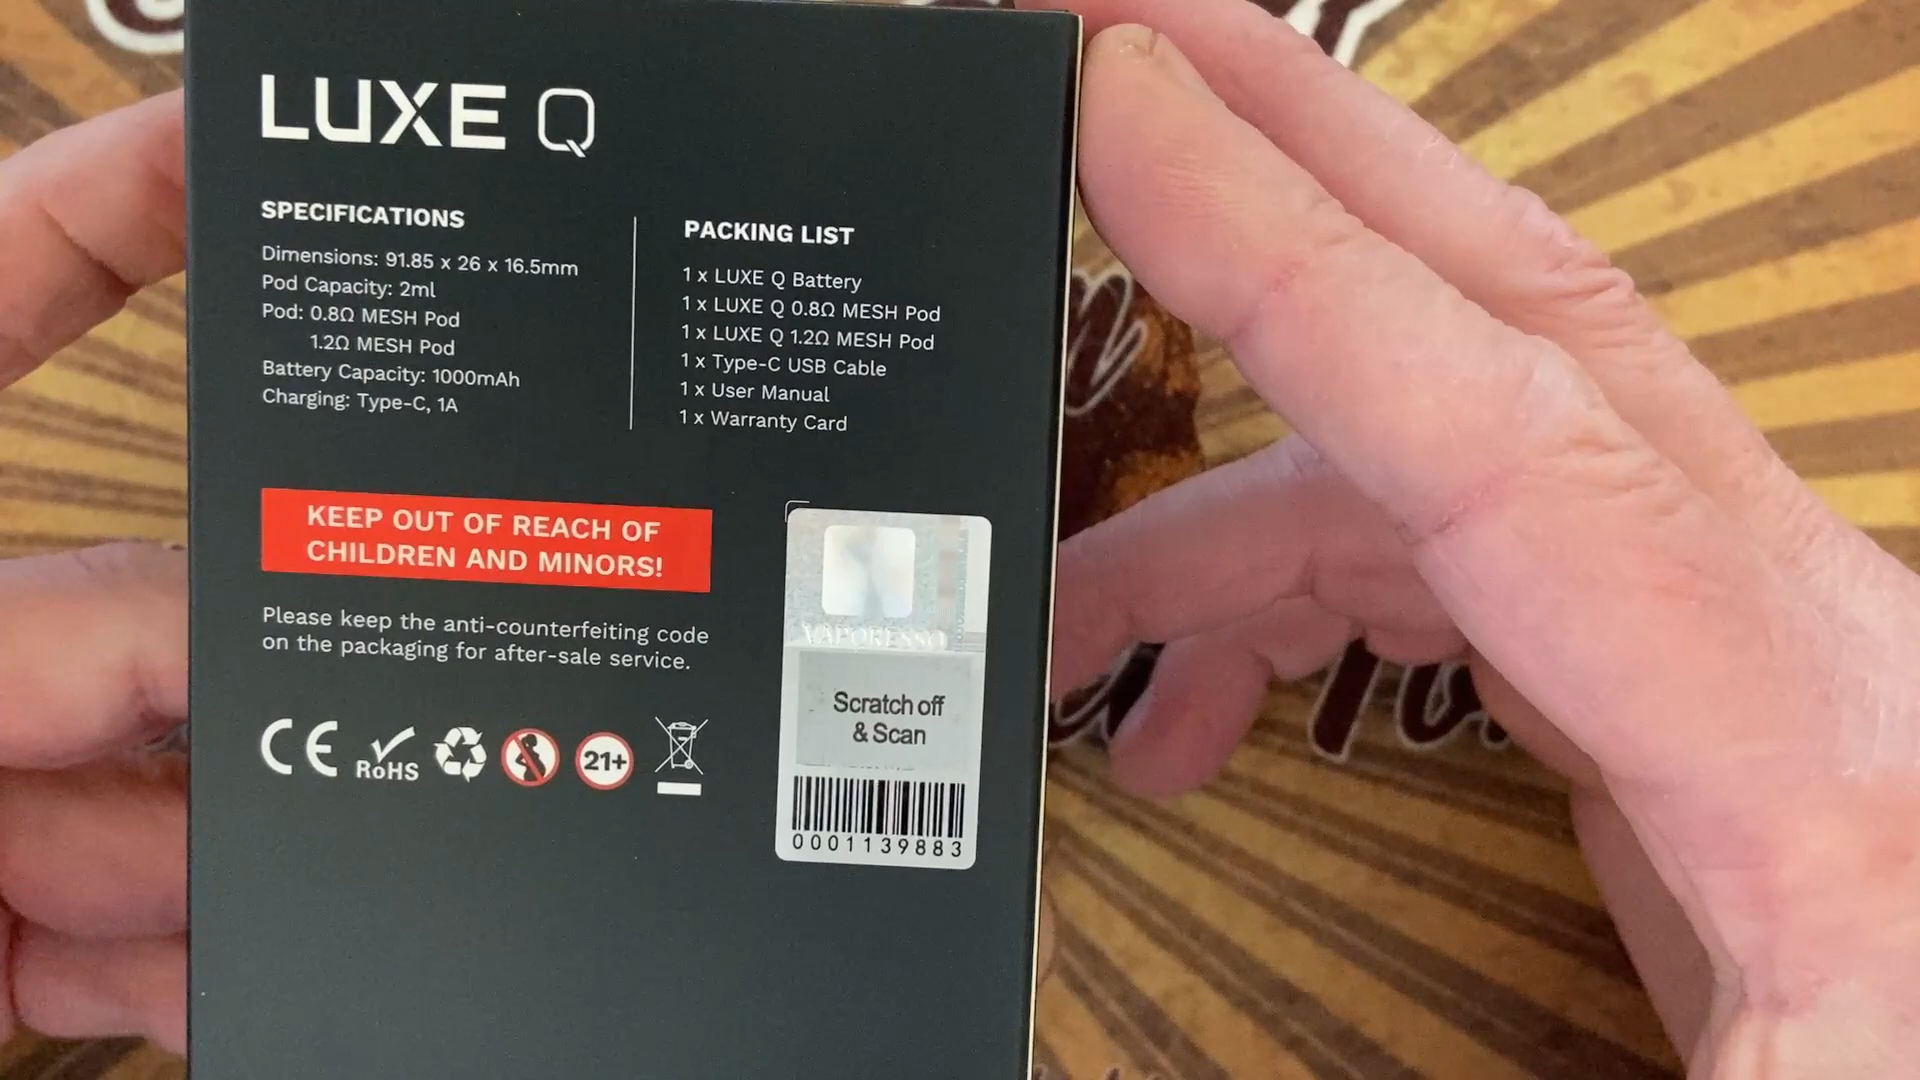 LUXE Q
SPECIFICATIONS
Dimensions: 91.85 x 26 x 16.5mm
Pod Capacity: 2ml
Pod: 0.8Ω MESH Pod
1.2Ω MESH Pod
Battery Capacity: 1000mAh
Charging: Type-C, 1A
PACKING LIST
1 x LUXE Q Battery
1 x LUXE Q 0.8Ω MESH Pod
1 x LUXE Q 1.2Ω MESH Pod
1 x Type-C USB Cable
1 x User Manual
1 x Warranty Card
KEEP OUT OF REACH OF
CHILDREN AND MINORS!
Please keep the anti-counterfeiting code
on the packaging for after-sale service.
CE RoHS 21+
VAPORESSO
Scratch off
& Scan
0001139883